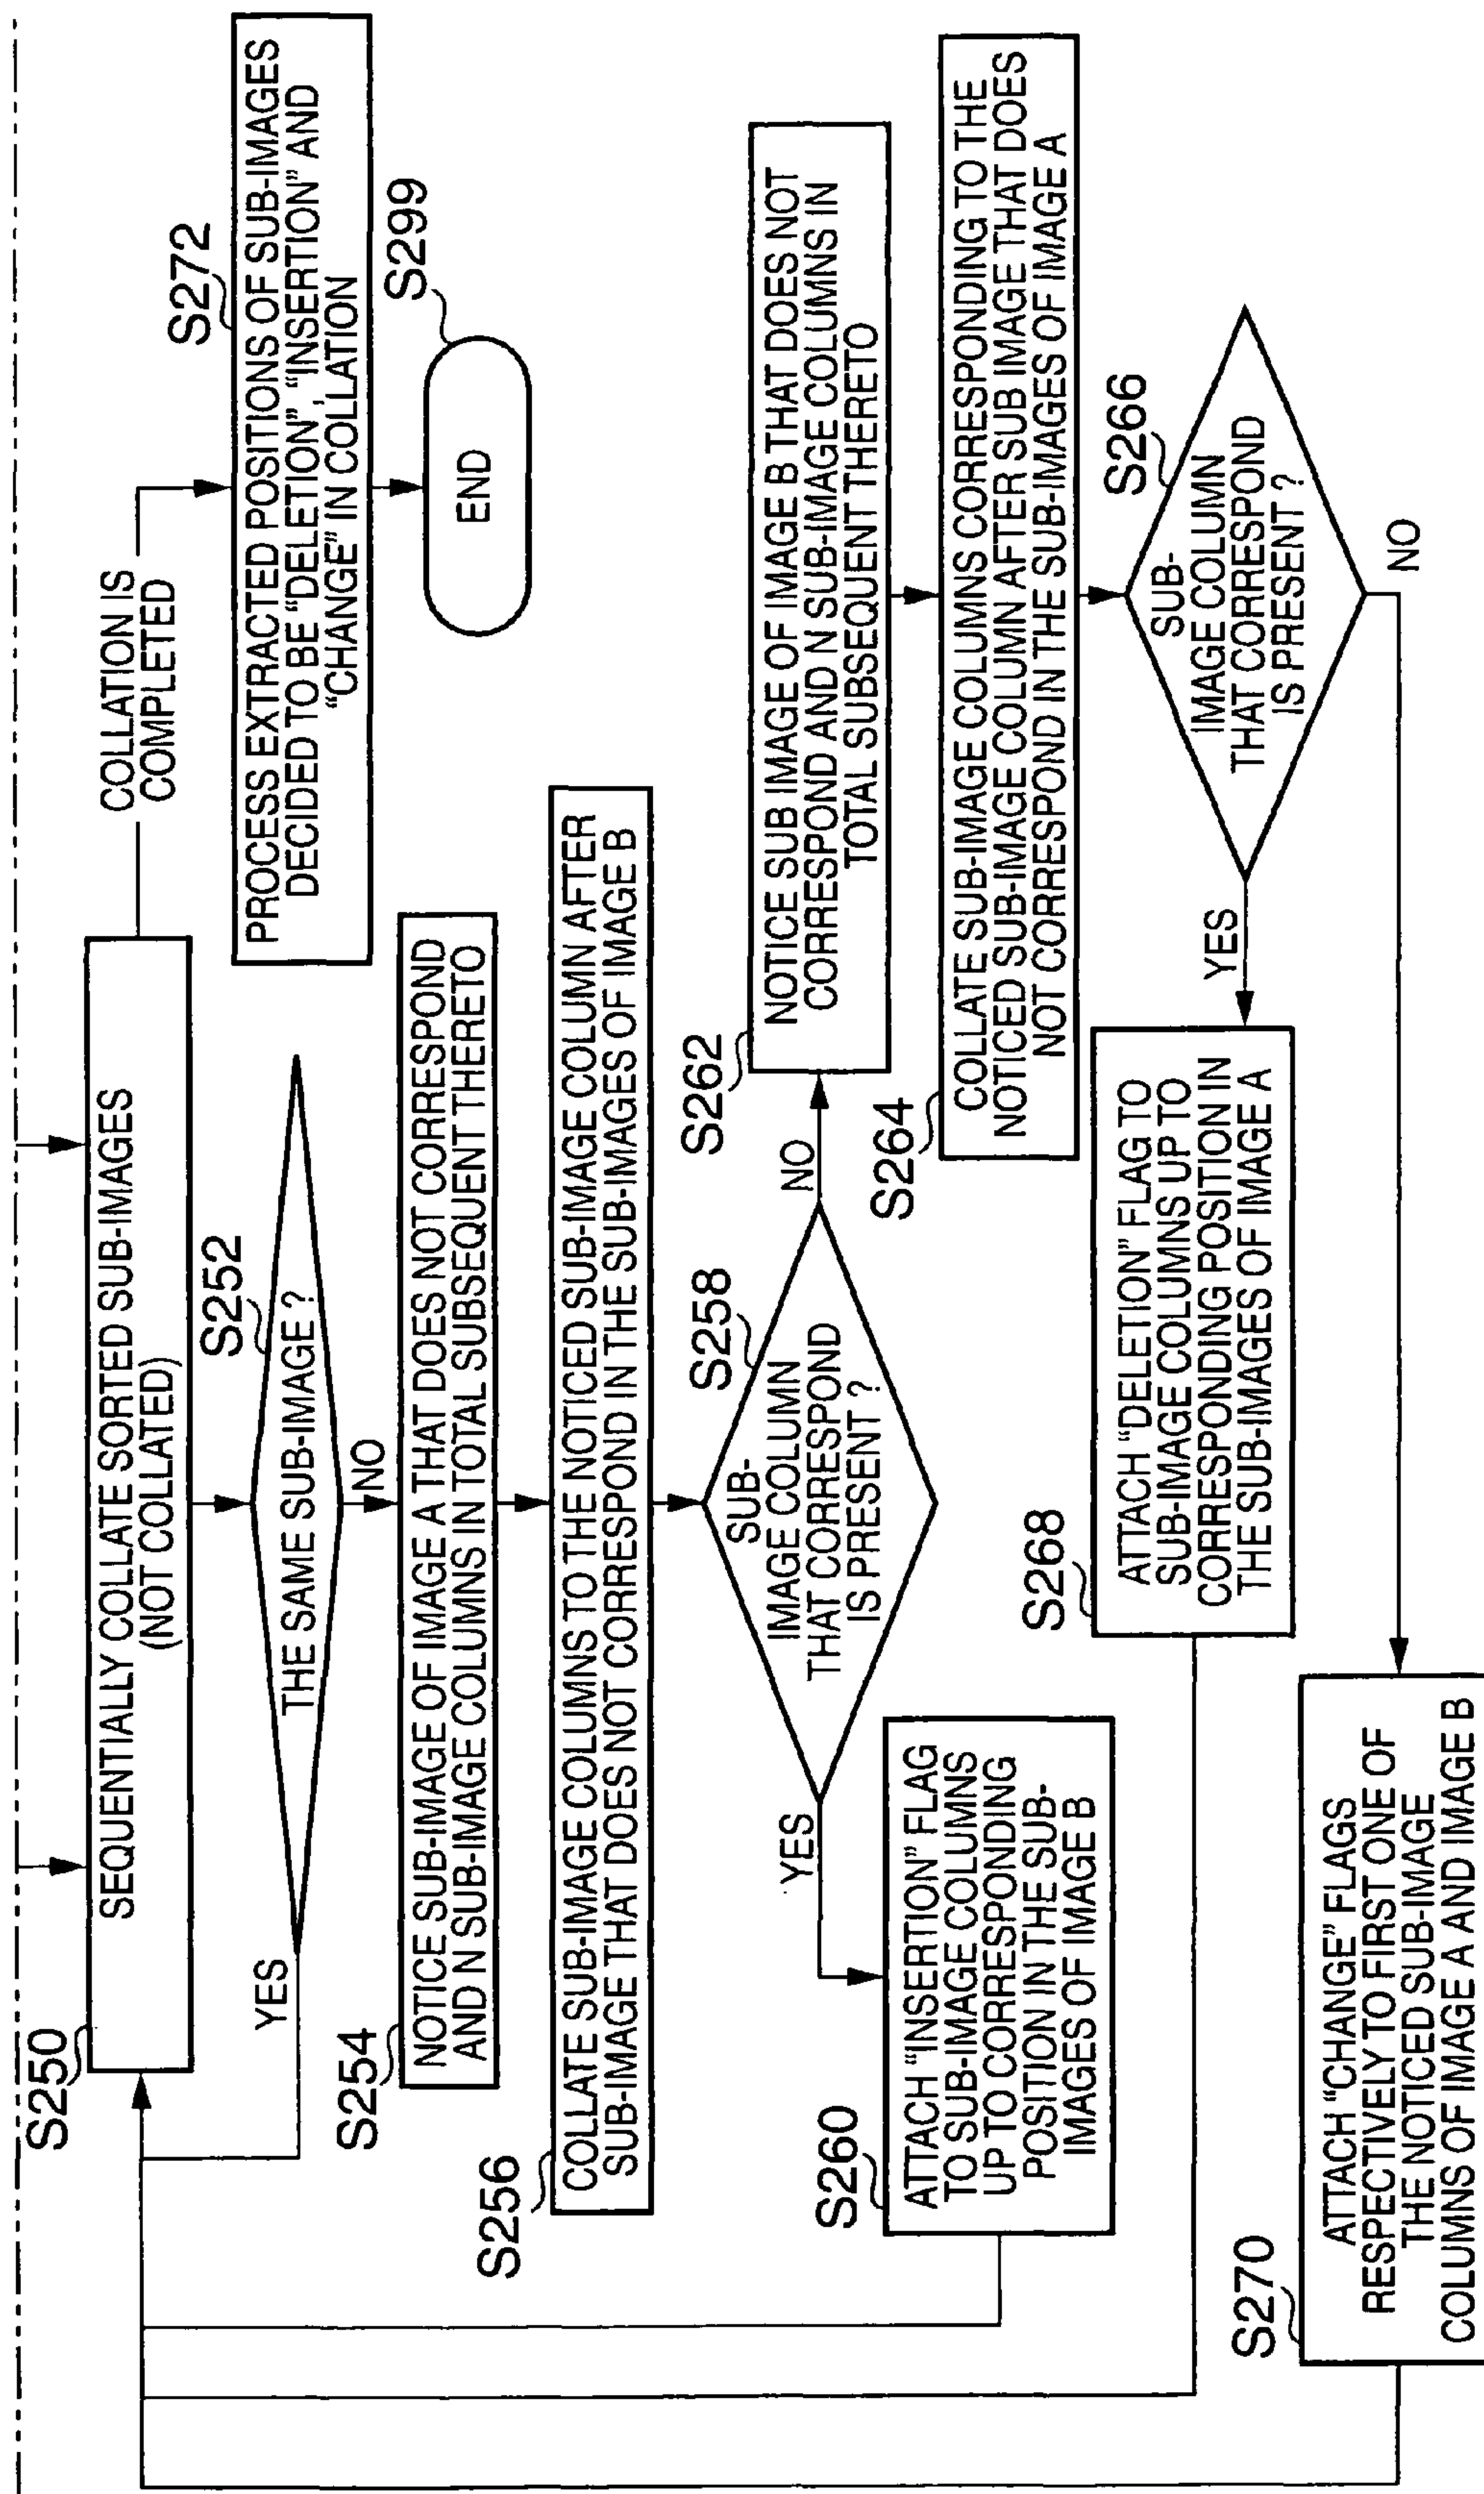 S250
SEQUENTIALLY COLLATE SORTED SUB-IMAGES
(NOT COLLATED)
COLLATION IS
COMPLETED
S272
PROCESS EXTRACTED POSITIONS OF SUB-IMAGES
DECIDED TO BE "DELETION", "INSERTION" AND
"CHANGE" IN COLLATION
S299
END
S252
THE SAME SUB-IMAGE ?
YES
NO
S254
NOTICE SUB-IMAGE OF IMAGE A THAT DOES NOT CORRESPOND
AND N SUB-IMAGE COLUMNS IN TOTAL SUBSEQUENT THERETO
S256
COLLATE SUB-IMAGE COLUMNS TO THE NOTICED SUB-IMAGE COLUMN AFTER
SUB-IMAGE THAT DOES NOT CORRESPOND IN THE SUB-IMAGES OF IMAGE B
S258
SUB-
IMAGE COLUMN
THAT CORRESPOND
IS PRESENT ?
YES
NO
S260
ATTACH "INSERTION" FLAG
TO SUB-IMAGE COLUMNS
UP TO CORRESPONDING
POSITION IN THE SUB-
IMAGES OF IMAGE B
S262
NOTICE SUB IMAGE OF IMAGE B THAT DOES NOT
CORRESPOND AND N SUB-IMAGE COLUMNS IN
TOTAL SUBSEQUENT THERETO
S264
COLLATE SUB-IMAGE COLUMNS CORRESPONDING TO THE
NOTICED SUB-IMAGE COLUMN AFTER SUB IMAGE THAT DOES
NOT CORRESPOND IN THE SUB-IMAGES OF IMAGE A
S266
SUB-
IMAGE COLUMN
THAT CORRESPOND
IS PRESENT ?
YES
NO
S268
ATTACH "DELETION" FLAG TO
SUB-IMAGE COLUMNS UP TO
CORRESPONDING POSITION IN
THE SUB-IMAGES OF IMAGE A
S270
ATTACH "CHANGE" FLAGS
RESPECTIVELY TO FIRST ONE OF
THE NOTICED SUB-IMAGE
COLUMNS OF IMAGE A AND IMAGE B